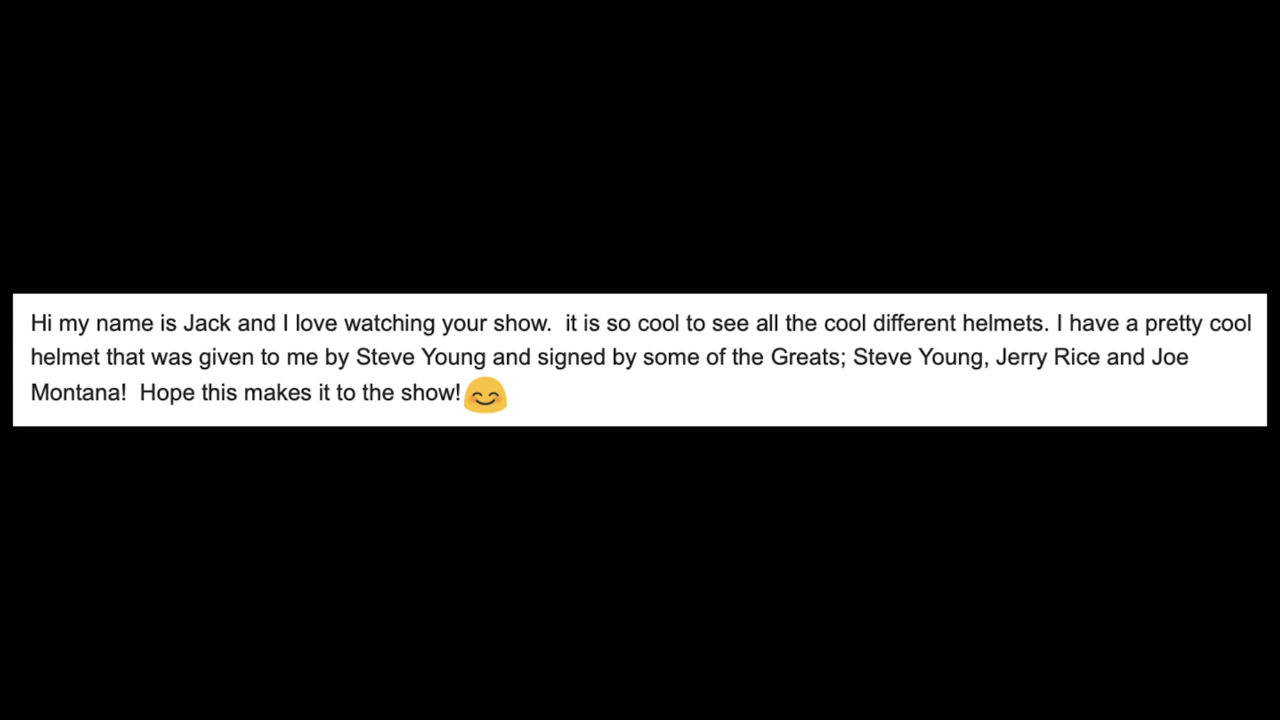 Hi my name is Jack and I love watching your show.  it is so cool to see all the cool different helmets. I have a pretty cool
helmet that was given to me by Steve Young and signed by some of the Greats; Steve Young, Jerry Rice and Joe
Montana!  Hope this makes it to the show!😊